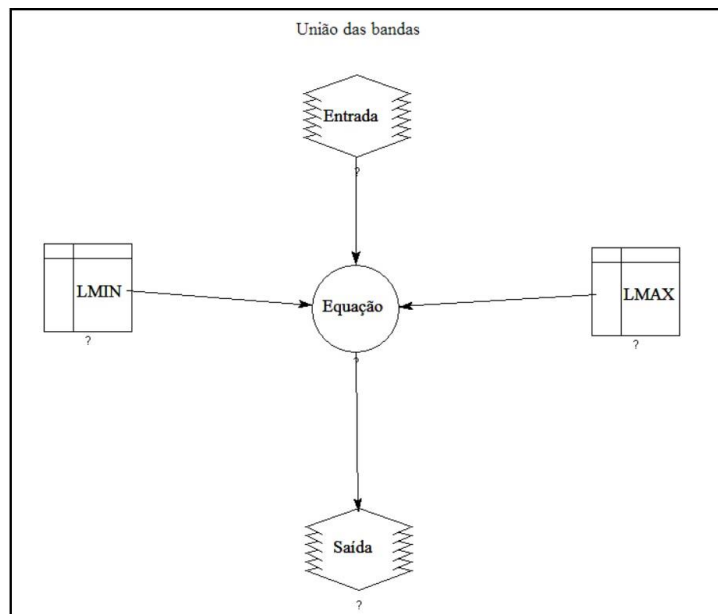 União das bandas
Entrada
?
LMIN
?
Equação
?
LMAX
?
Saída
?